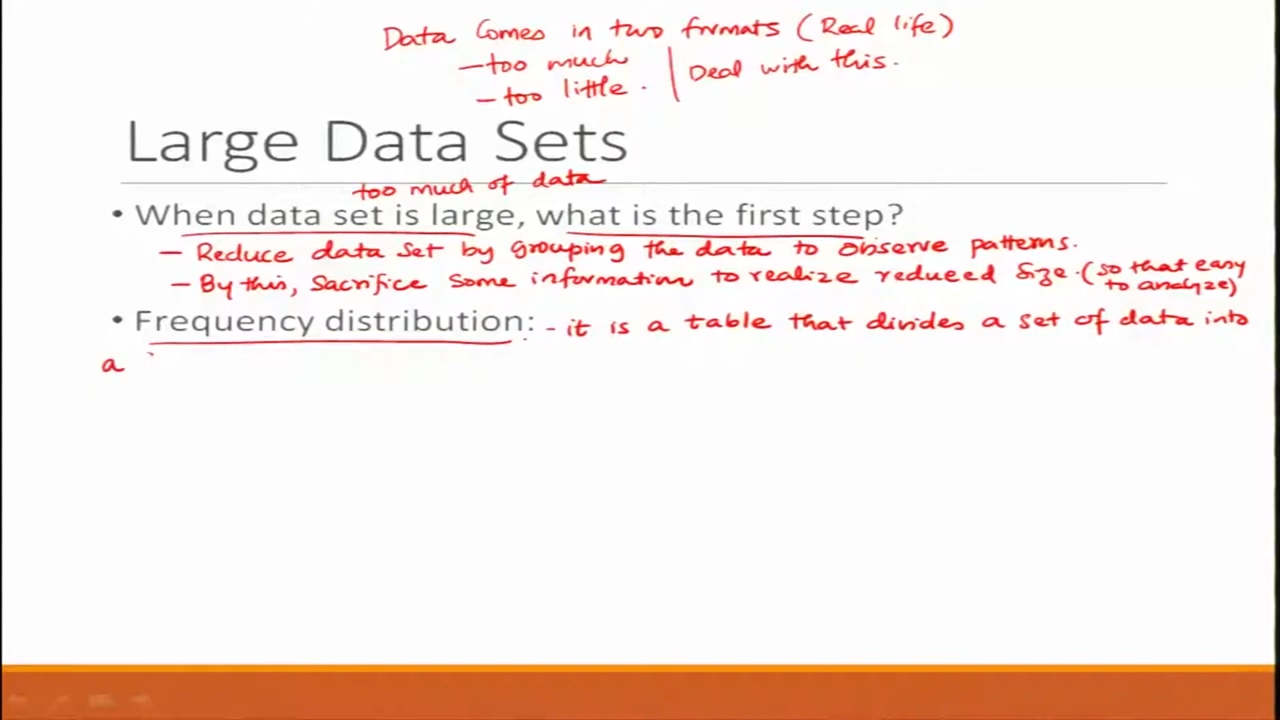 Data comes in two formats (Real life)
- too much
- too little.
Deal with this.
Large Data Sets
too much of data
• When data set is large, what is the first step?
- Reduce data set by grouping the data to observe patterns.
- By this, sacrifice some information to realize reduced size. (so that easy
to analyze)
• Frequency distribution: - it is a table that divides a set of data into
a